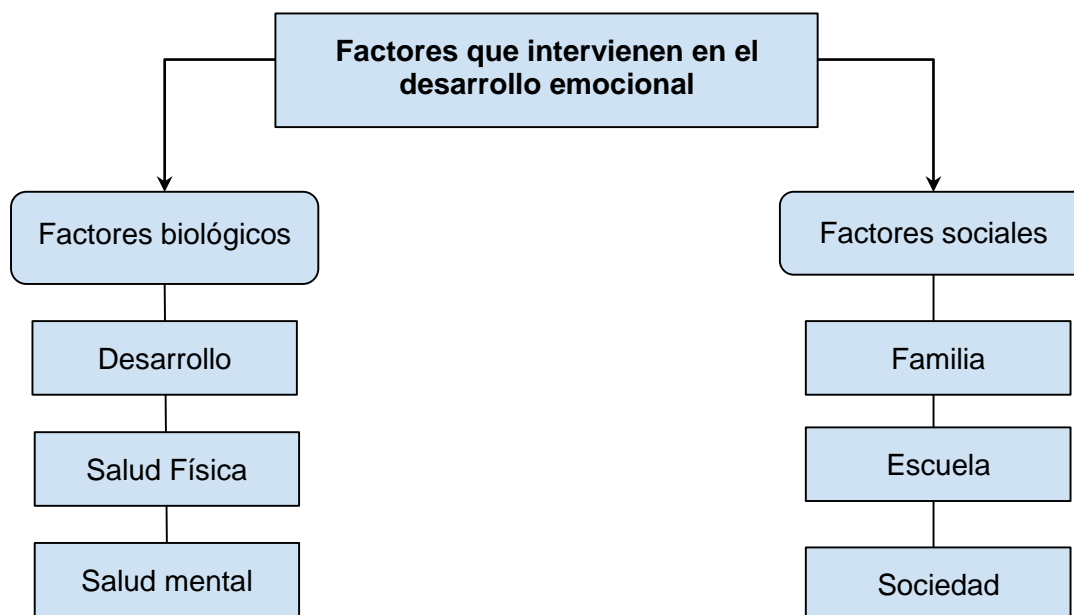 Factores que intervienen en el
desarrollo emocional
Factores biológicos
Desarrollo
Salud Física
Salud mental
Factores sociales
Familia
Escuela
Sociedad